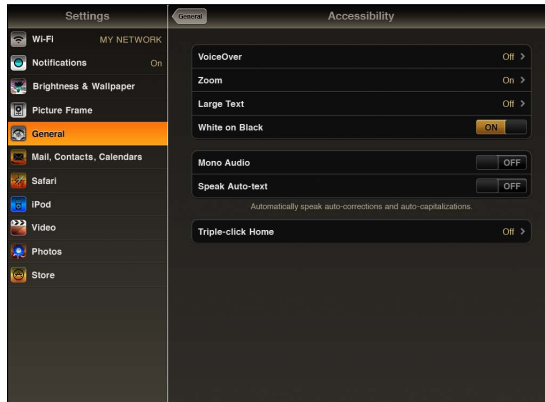 Settings
Wi-Fi MY NETWORK
Notifications On
Brightness & Wallpaper
Picture Frame
General
Mail, Contacts, Calendars
Safari
iPod
Video
Photos
Store
General
Accessibility
VoiceOver Off
Zoom On
Large Text Off
White on Black ON
Mono Audio OFF
Speak Auto-text OFF
Automatically speak auto-corrections and auto-capitalizations.
Triple-click Home Off